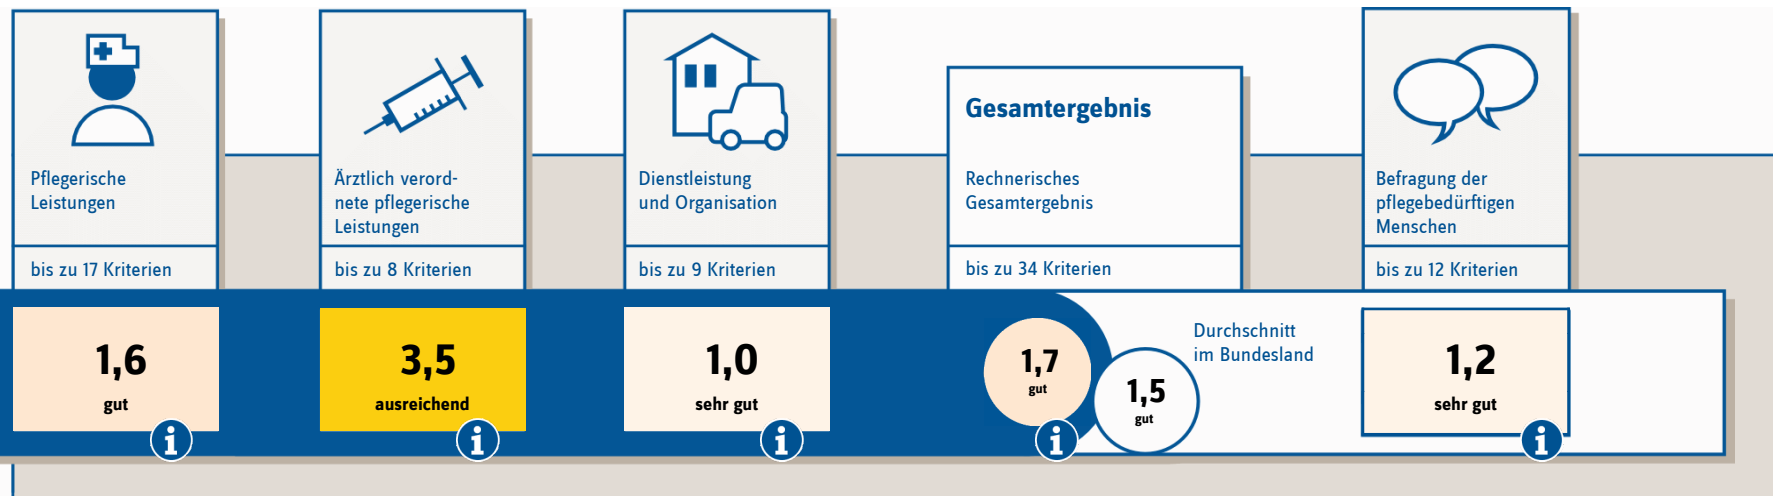 Pflegerische
Leistungen
bis zu 17 Kriterien
1,6
gut
i
Ärztlich verord-
nete pflegerische
Leistungen
bis zu 8 Kriterien
3,5
ausreichend
i
Dienstleistung
und Organisation
bis zu 9 Kriterien
1,0
sehr gut
i
Gesamtergebnis
Rechnerisches
Gesamtergebnis
bis zu 34 Kriterien
1,7
gut
i
Durchschnitt
im Bundesland
1,5
gut
Befragung der
pflegebedürftigen
Menschen
bis zu 12 Kriterien
1,2
sehr gut
i